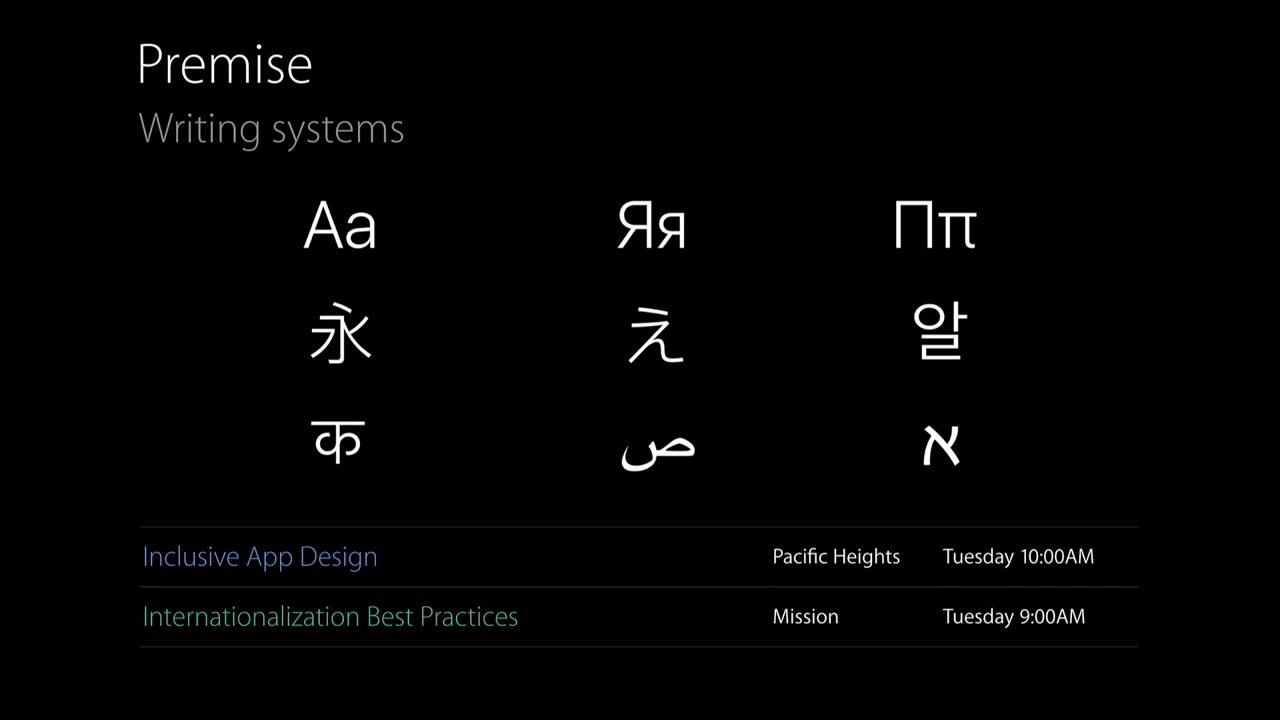 Premise
Writing systems
Aa Яя Ππ
永 え 알
क ص א
Inclusive App Design Pacific Heights Tuesday 10:00AM
Internationalization Best Practices Mission Tuesday 9:00AM